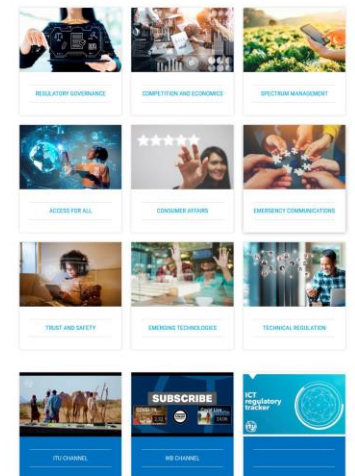 REGULATORY GOVERNANCE
COMPETITION AND ECONOMICS
SPECTRUM MANAGEMENT
ACCESS FOR ALL
CONSUMER AFFAIRS
EMERGENCY COMMUNICATIONS
TRUST AND SAFETY
EMERGING TECHNOLOGIES
TECHNICAL REGULATION
SUBSCRIBE
ICT
regulatory
tracker
ITU CHANNEL
WB CHANNEL